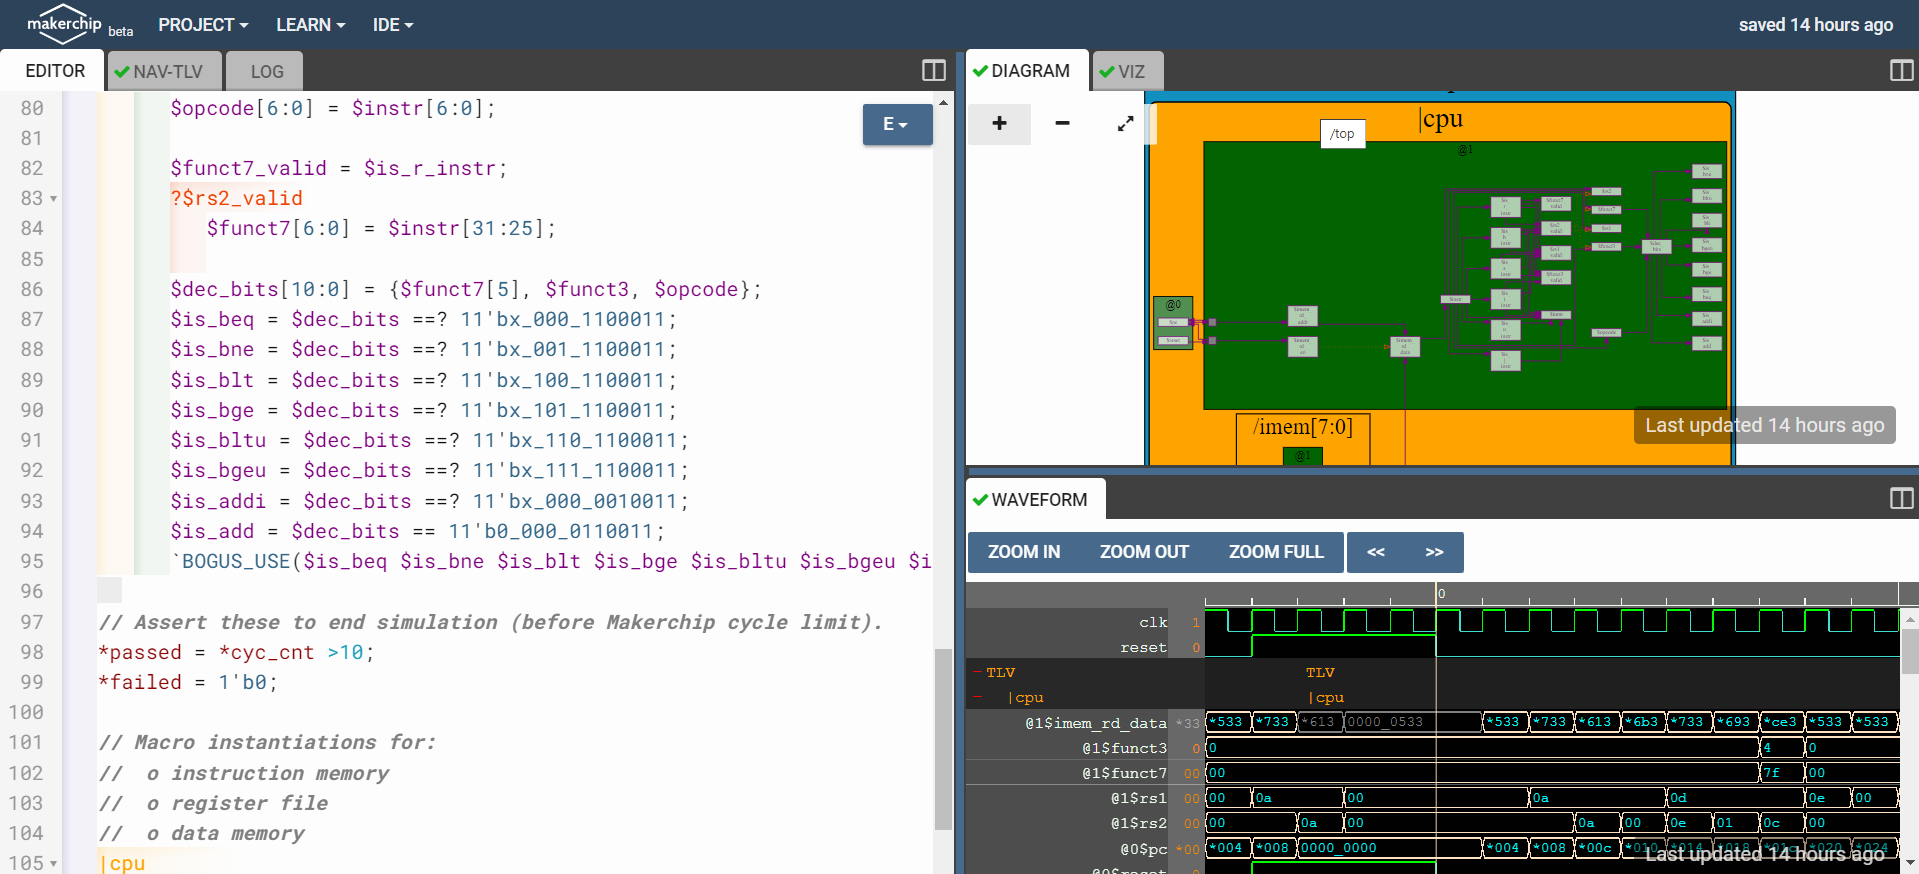 makerchip beta PROJECT LEARN IDE saved 14 hours ago
EDITOR NAV-TLV LOG
80 $opcode[6:0] = $instr[6:0];
81
82 $funct7_valid = $is_r_instr;
83 ?$rs2_valid
84 $funct7[6:0] = $instr[31:25];
85
86 $dec_bits[10:0] = {$funct7[5], $funct3, $opcode};
87 $is_beq = $dec_bits ==? 11'bx_000_1100011;
88 $is_bne = $dec_bits ==? 11'bx_001_1100011;
89 $is_blt = $dec_bits ==? 11'bx_100_1100011;
90 $is_bge = $dec_bits ==? 11'bx_101_1100011;
91 $is_bltu = $dec_bits ==? 11'bx_110_1100011;
92 $is_bgeu = $dec_bits ==? 11'bx_111_1100011;
93 $is_addi = $dec_bits ==? 11'bx_000_0010011;
94 $is_add = $dec_bits == 11'b0_000_0110011;
95 `BOGUS_USE($is_beq $is_bne $is_blt $is_bge $is_bltu $is_bgeu $i
96
97 // Assert these to end simulation (before Makerchip cycle limit).
98 *passed = *cyc_cnt >10;
99 *failed = 1'b0;
100
101 // Macro instantiations for:
102 // o instruction memory
103 // o register file
104 // o data memory
105 |cpu
E
DIAGRAM VIZ
+ −
|cpu
/top
@1
@0
/imem[7:0]
@1
Last updated 14 hours ago
WAVEFORM
ZOOM IN ZOOM OUT ZOOM FULL << >>
0
clk 1
reset 0
TLV TLV
|cpu |cpu
@1$imem_rd_data *33 *533 *733 *613 0000_0533 *533 *733 *613 *6b3 *733 *693 *ce3 *533 *533
@1$funct3 0 0 4 0
@1$funct7 00 00 7f 00
@1$rs1 00 00 0a 00 0a 0d 0e 00
@1$rs2 00 00 0a 00 0a 00 0e 01 0c 00
@0$pc *00 *004 *008 0000_0000 *004 *008 *00c *010 *014 *018 *01c *020 *024
Last updated 14 hours ago
@0$reset